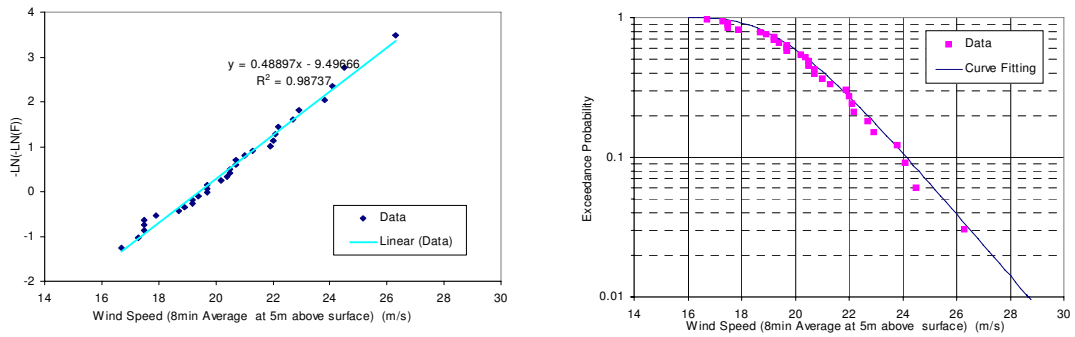 4
3
2
1
0
-1
-2
-LN(-LN(F))
y = 0.48897x - 9.49666
R² = 0.98737
Data
Linear (Data)
14 16 18 20 22 24 26 28 30
Wind Speed (8min Average at 5m above surface) (m/s)
1
0.1
0.01
Exceedance Probability
Data
Curve Fitting
14 16 18 20 22 24 26 28 30
Wind Speed (8min Average at 5m above surface) (m/s)